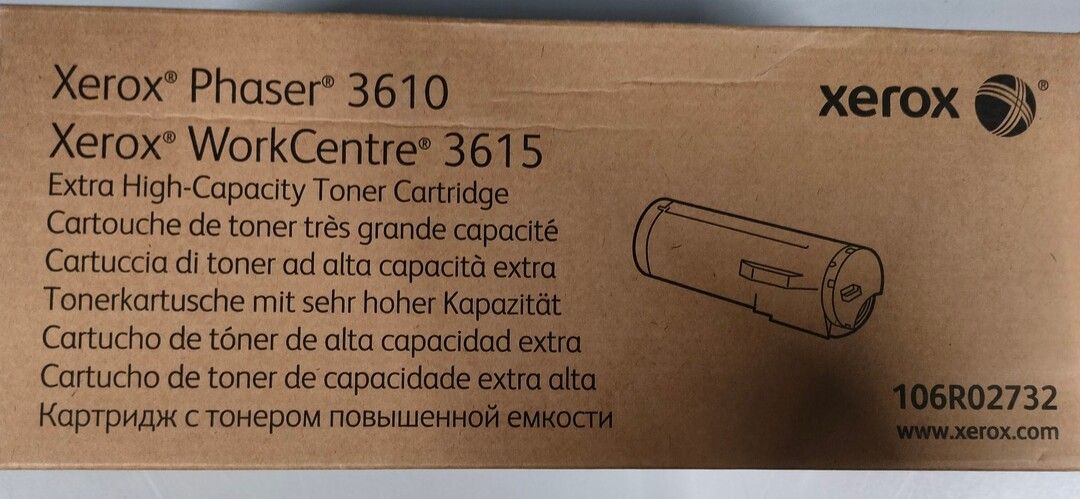 Xerox® Phaser® 3610
Xerox® WorkCentre® 3615
Extra High-Capacity Toner Cartridge
Cartouche de toner très grande capacité
Cartuccia di toner ad alta capacità extra
Tonerkartusche mit sehr hoher Kapazität
Cartucho de tóner de alta capacidad extra
Cartucho de toner de capacidade extra alta
Картридж с тонером повышенной емкости
xerox ®
106R02732
www.xerox.com